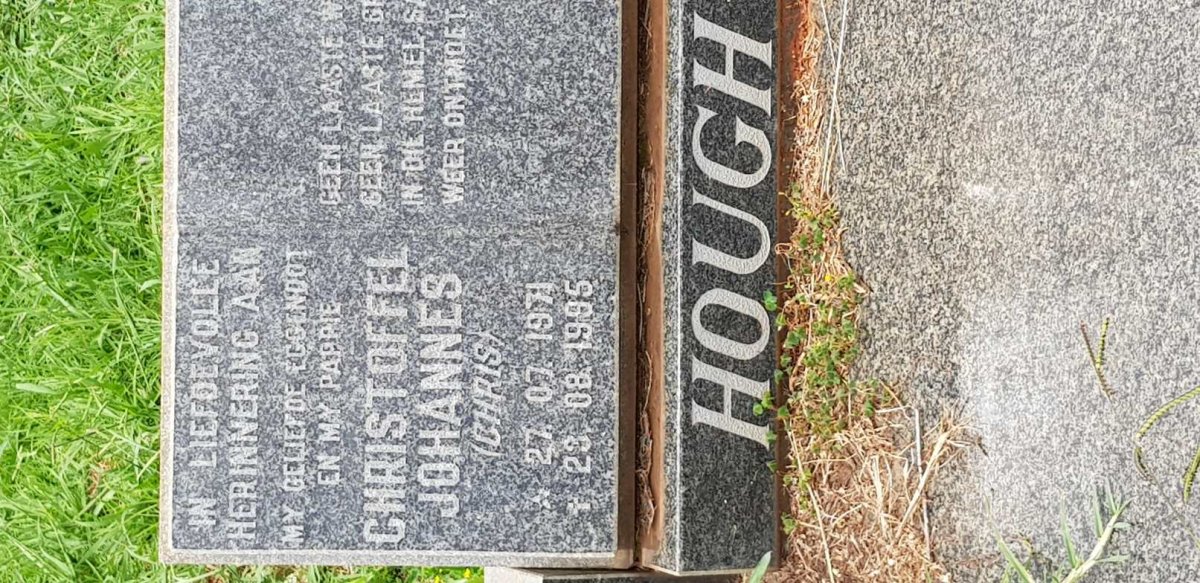 IN LIEFDEVOLLE
HERINNERING AAN
MY GELIEFDE EGGENOOT
EN MY PAPPIE
CHRISTOFFEL
JOHANNES
(CHRIS)
* 27 07 1971
† 23 08 1995
GEEN LAASTE
GEEN LAASTE
IN DIE HEMEL
WEER ONTMOET
HOUGH